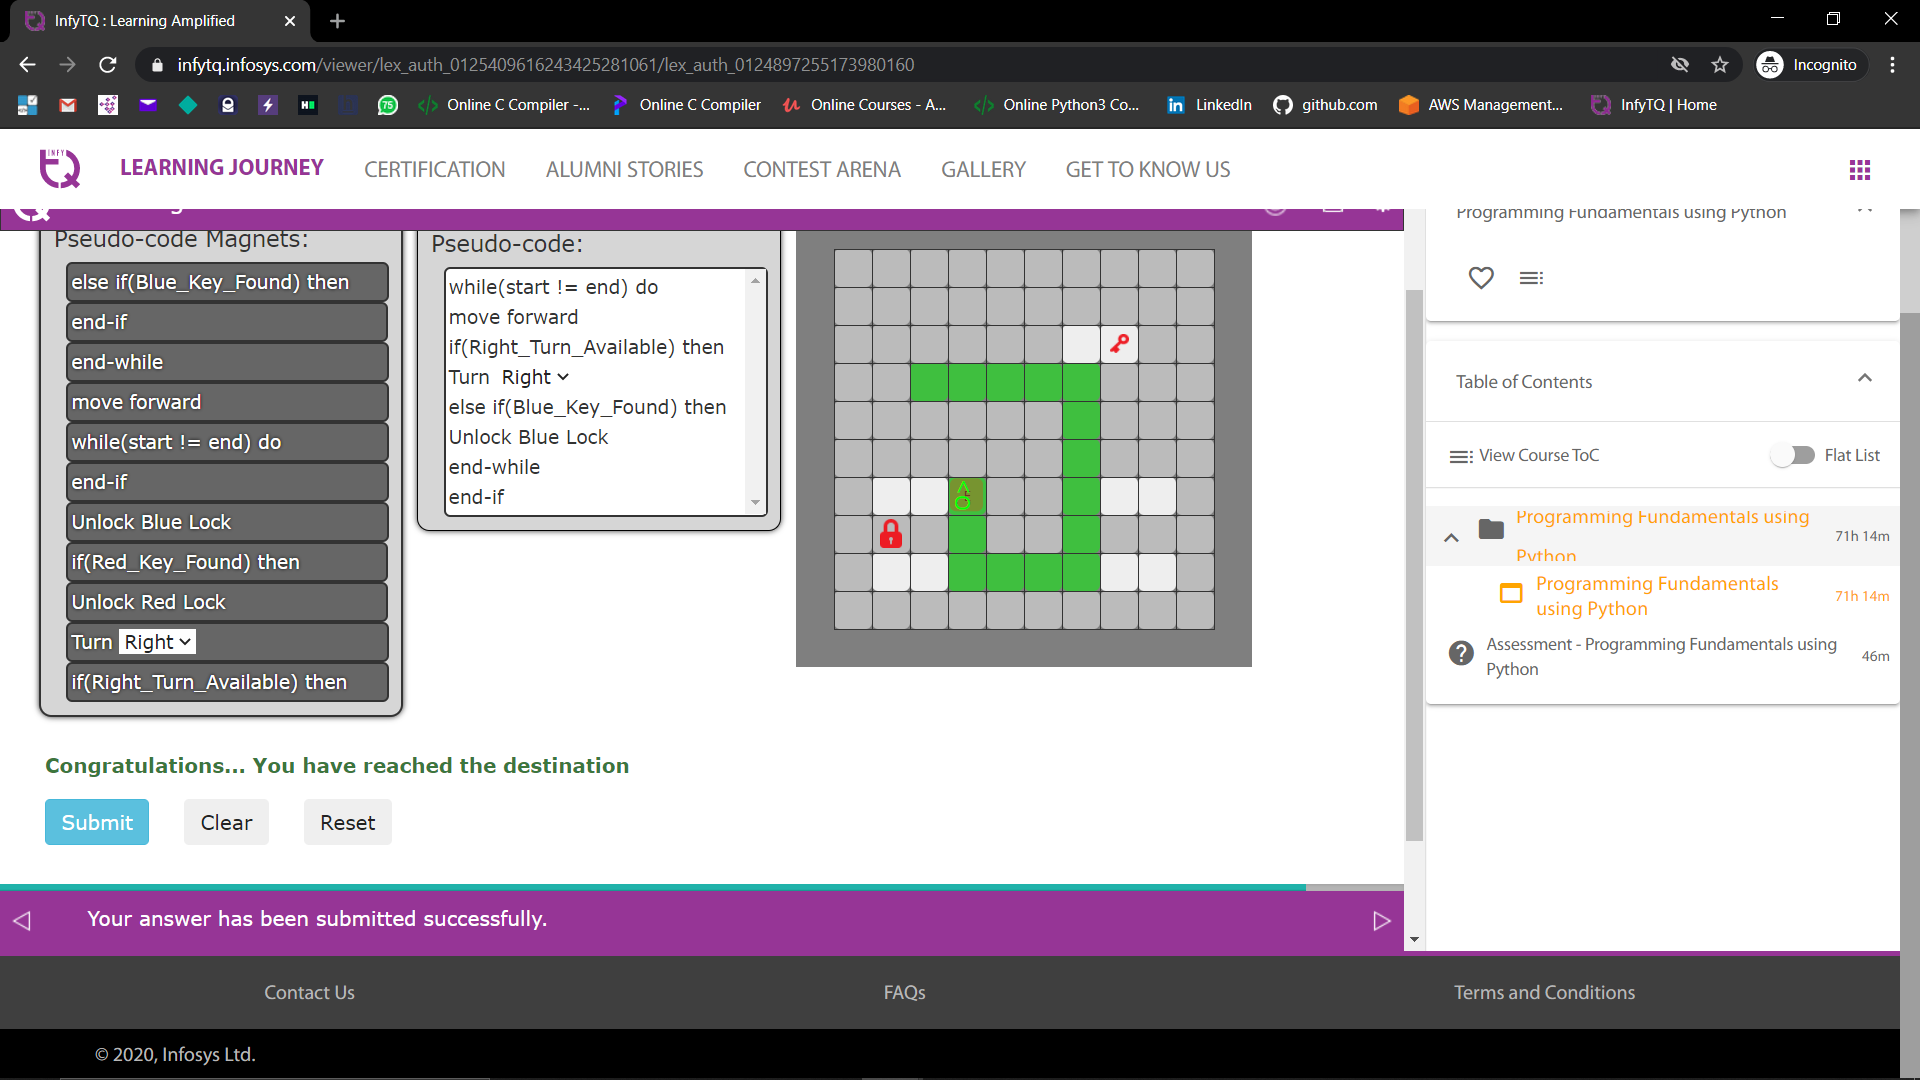 InfyTQ : Learning Amplified
infytq.infosys.com/viewer/lex_auth_0125409616243425281061/lex_auth_0124897255173980160
Incognito
75
Online C Compiler -...
Online C Compiler
Online Courses - A...
Online Python3 Co...
LinkedIn
github.com
AWS Management...
InfyTQ | Home
LEARNING JOURNEY
CERTIFICATION
ALUMNI STORIES
CONTEST ARENA
GALLERY
GET TO KNOW US
Pseudo-code Magnets:
else if(Blue_Key_Found) then
end-if
end-while
move forward
while(start != end) do
end-if
Unlock Blue Lock
if(Red_Key_Found) then
Unlock Red Lock
Turn Right
if(Right_Turn_Available) then
Pseudo-code:
while(start != end) do
move forward
if(Right_Turn_Available) then
Turn Right
else if(Blue_Key_Found) then
Unlock Blue Lock
end-while
end-if
Congratulations... You have reached the destination
Submit
Clear
Reset
Your answer has been submitted successfully.
Programming Fundamentals using Python
Table of Contents
View Course ToC
Flat List
Programming Fundamentals using
Python
71h 14m
Programming Fundamentals
using Python
71h 14m
Assessment - Programming Fundamentals using
Python
46m
Contact Us
FAQs
Terms and Conditions
© 2020, Infosys Ltd.